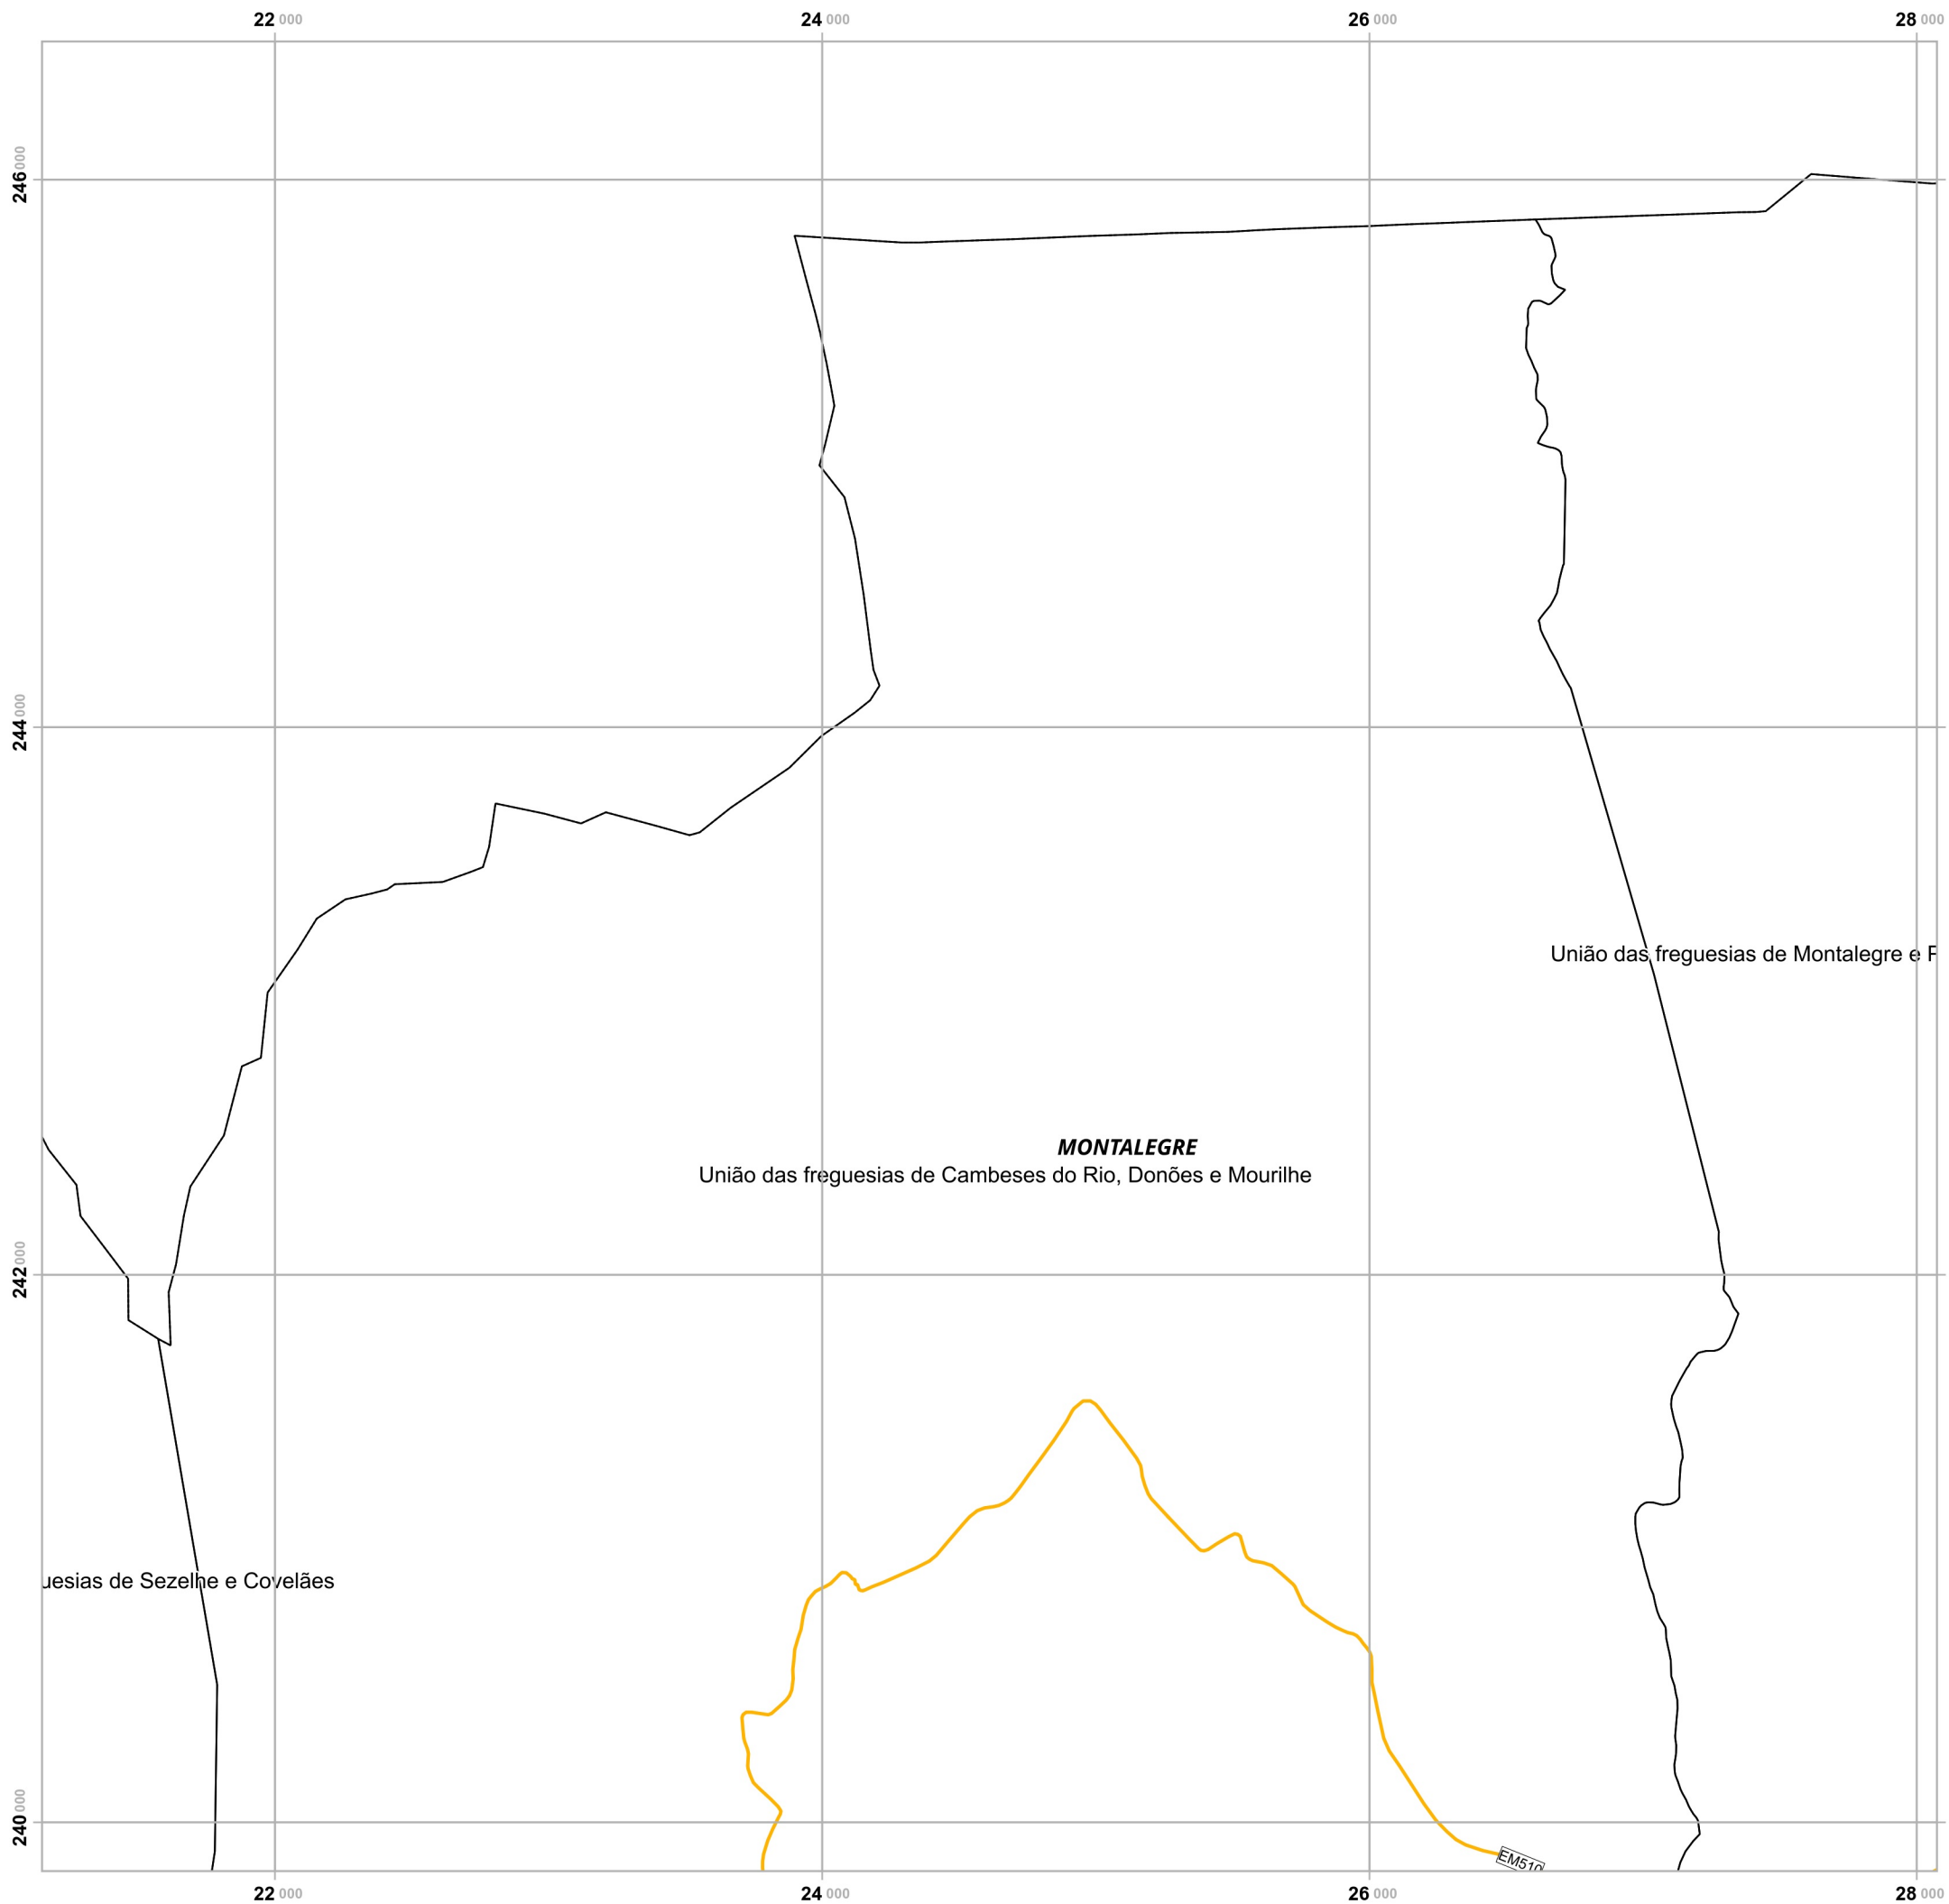 22 000 24 000 26 000 28 000
246 000
244 000
União das freguesias de Montalegre e
MONTALEGRE
União das freguesias de Cambeses do Rio, Donões e Mourilhe
242 000
uesias de Sezelhe e Covelães
240 000
EM510
22 000 24 000 26 000 28 000